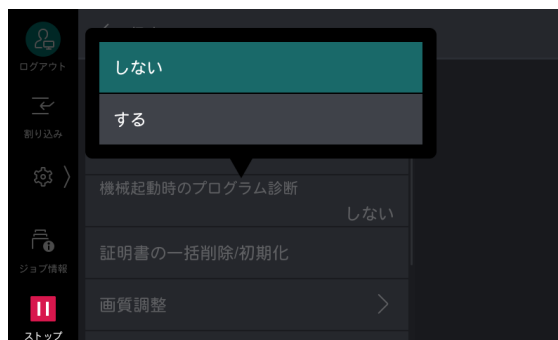 しない
する
ログアウト
割り込み
機械起動時のプログラム診断
しない
証明書の一括削除/初期化
ジョブ情報
画質調整
ストップ